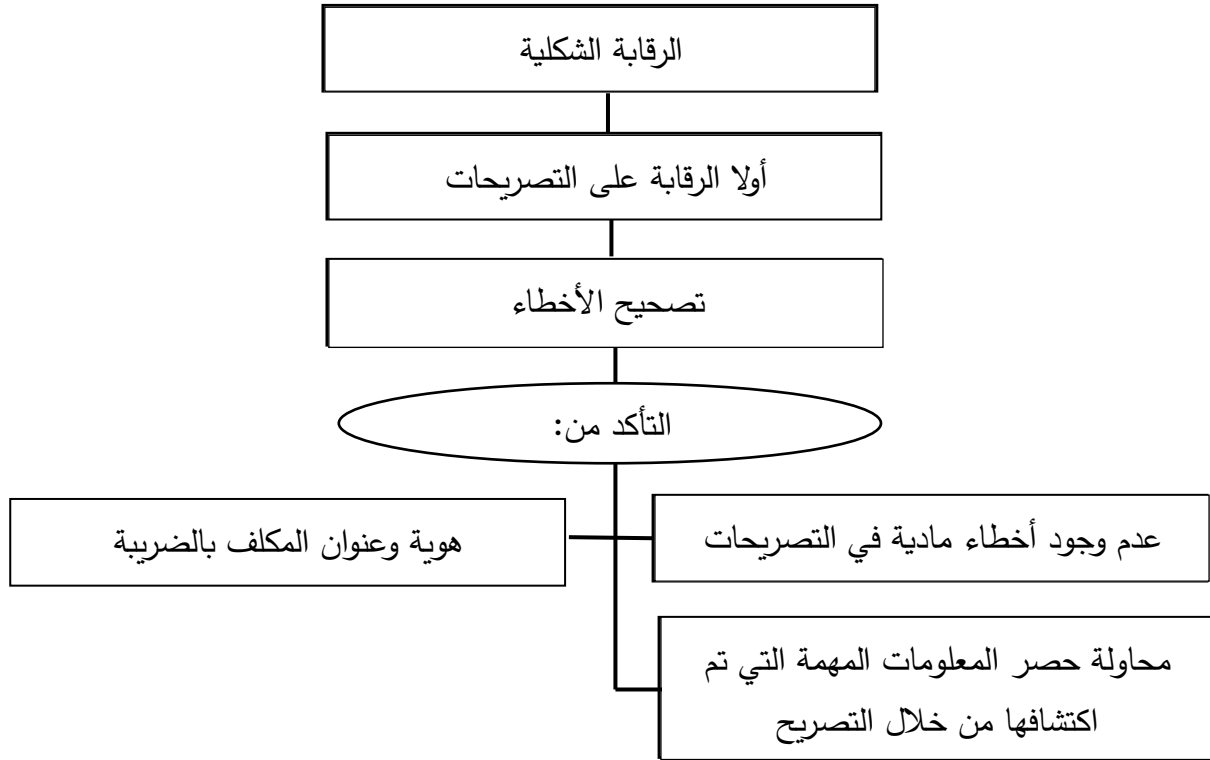 الرقابة الشكلية
أولا الرقابة على التصريحات
تصحيح الأخطاء
التأكد من:
عدم وجود أخطاء مادية في التصريحات
هوية وعنوان المكلف بالضريبة
محاولة حصر المعلومات المهمة التي تم
اكتشافها من خلال التصريح